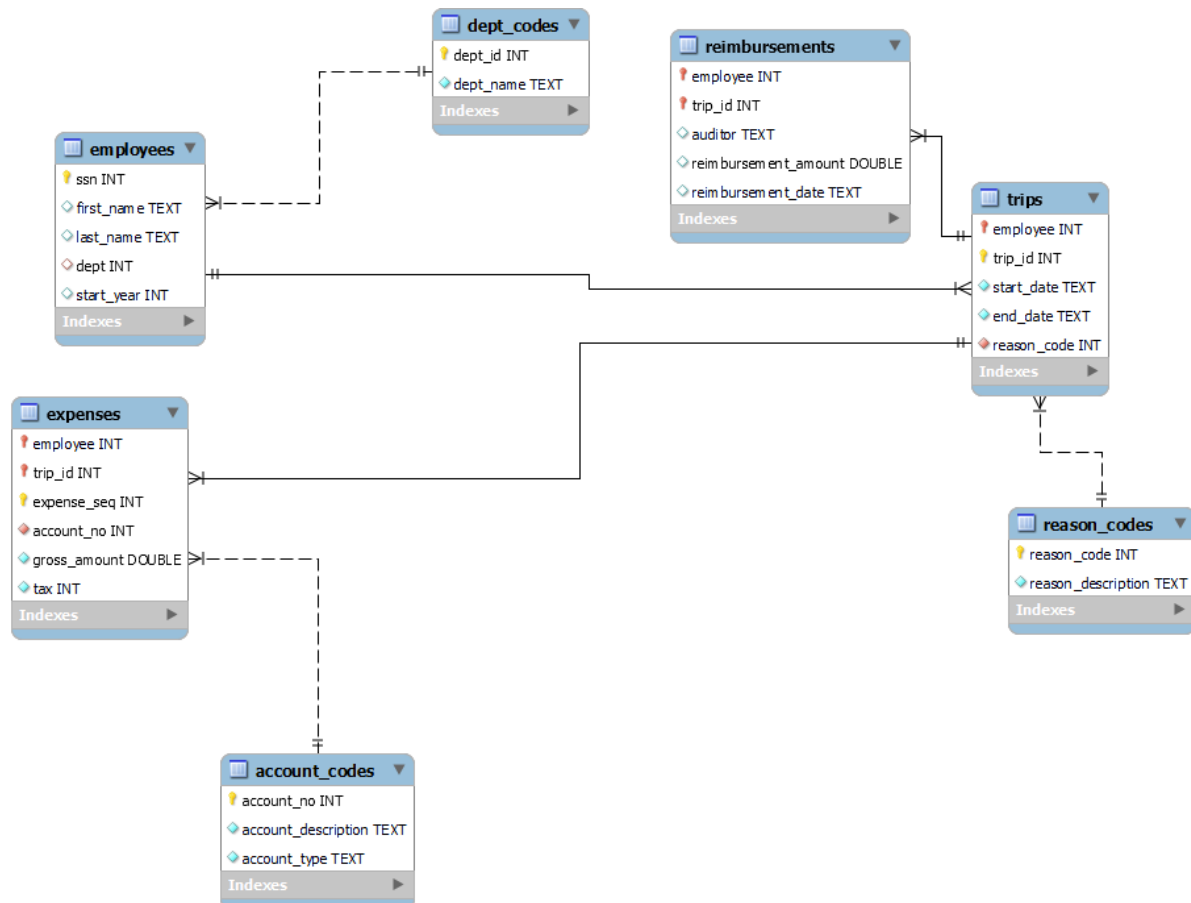 dept_codes
dept_id INT
dept_name TEXT
Indexes
reimbursements
employee INT
trip_id INT
auditor TEXT
reimbursement_amount DOUBLE
reimbursement_date TEXT
Indexes
employees
ssn INT
first_name TEXT
last_name TEXT
dept INT
start_year INT
Indexes
trips
employee INT
trip_id INT
start_date TEXT
end_date TEXT
reason_code INT
Indexes
expenses
employee INT
trip_id INT
expense_seq INT
account_no INT
gross_amount DOUBLE
tax INT
Indexes
reason_codes
reason_code INT
reason_description TEXT
Indexes
account_codes
account_no INT
account_description TEXT
account_type TEXT
Indexes